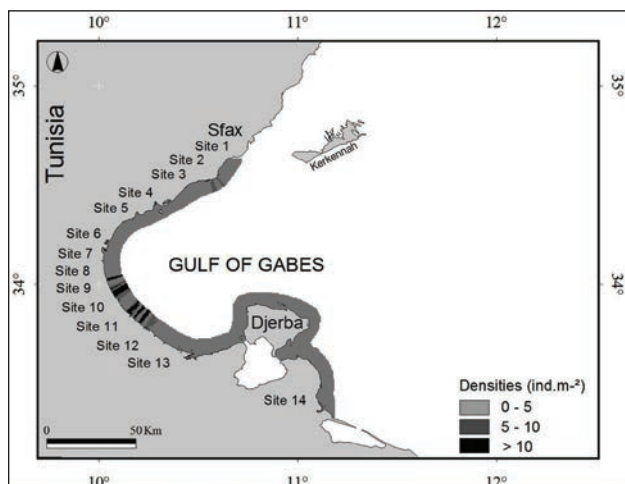 10°
11°
12°
35°
35°
Tunisia
Sfax
Site 1
Site 2
Site 3
Kerkennah
Site 4
Site 5
Site 6
Site 7
Site 8
Site 9
Site 10
Site 11
Site 12
Site 13
GULF OF GABES
34°
34°
Djerba
Site 14
Densities (ind.m-²)
0 - 5
5 - 10
> 10
0
50 Km
10°
11°
12°